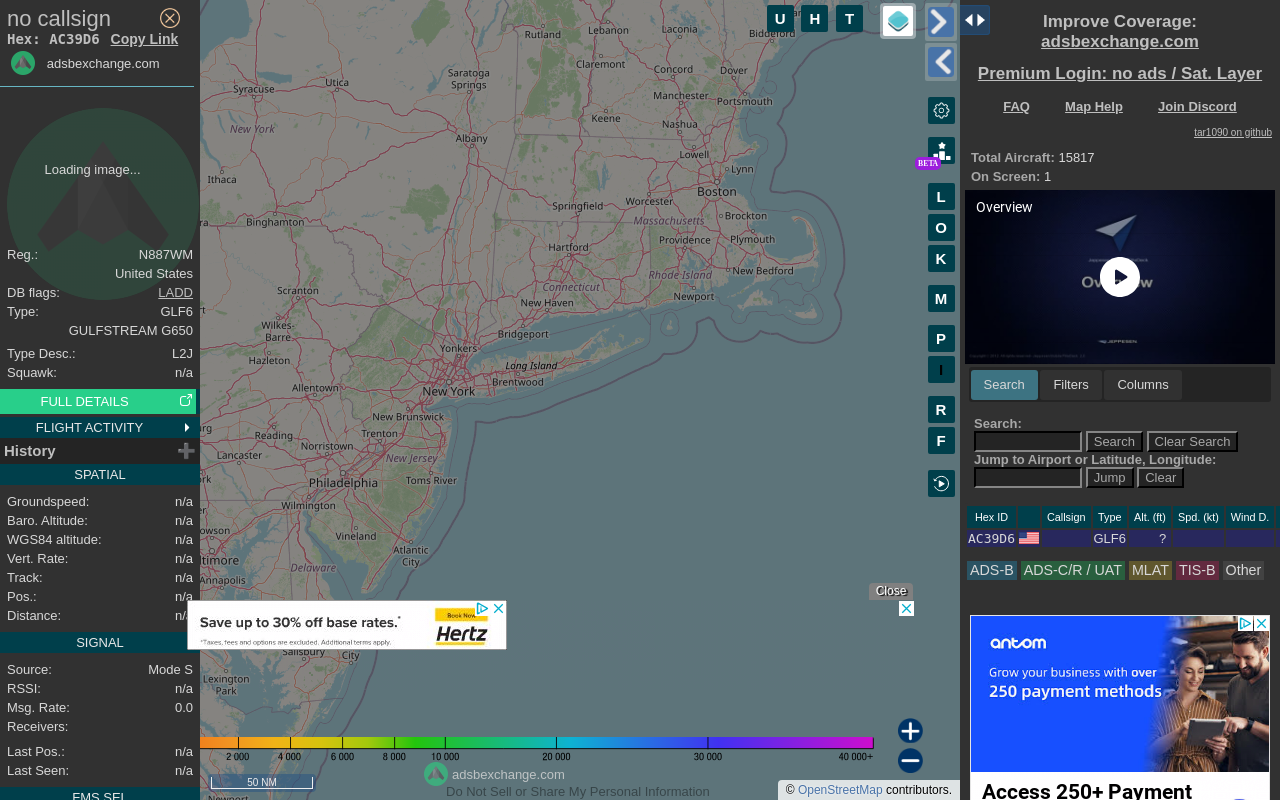 no callsign
Hex: AC39D6 Copy Link
adsbexchange.com
Loading image...
Reg.: N887WM
United States
DB flags: LADD
Type: GLF6
GULFSTREAM G650
Type Desc.: L2J
Squawk: n/a
FULL DETAILS
FLIGHT ACTIVITY
History
SPATIAL
Groundspeed: n/a
Baro. Altitude: n/a
WGS84 altitude: n/a
Vert. Rate: n/a
Track: n/a
Pos.: n/a
Distance: n/a
SIGNAL
Source: Mode S
RSSI: n/a
Msg. Rate: 0.0
Receivers:
Last Pos.: n/a
Last Seen: n/a
FMS SEL
U H T
Biddeford
Rutland
Lebanon
Laconia
Claremont
Concord
Dover
Saratoga
Springs
Utica
Syracuse
Manchester
Portsmouth
Keene
Nashua
New York
Albany
Lowell
Lynn
Ithaca
Boston
Worcester
Springfield
Massachusetts
Brockton
Binghamton
Hartford
Providence
Plymouth
Rhode Island
New Bedford
Connecticut
Scranton
New Haven
Newport
Wilkes-
Barre
Bridgeport
Yonkers
Hazleton
Long Island
Brentwood
Allentown
New York
New Brunswick
Reading
Trenton
Norristown
Lancaster
New Jersey
Philadelphia
Toms River
Wilmington
Vineland
Atlantic
City
Delaware
Annapolis
Salisbury
City
Lexington
Park
Newport
BETA
L
O
K
M
P
I
R
F
Close
Save up to 30% off base rates.*
*Taxes, fees and options are excluded. Additional terms apply.
Book Now
Hertz
2 000 4 000 6 000 8 000 10 000 20 000 30 000 40 000+
50 NM
adsbexchange.com
Do Not Sell or Share My Personal Information
© OpenStreetMap contributors.
Improve Coverage:
adsbexchange.com
Premium Login: no ads / Sat. Layer
FAQ Map Help Join Discord
tar1090 on github
Total Aircraft: 15817
On Screen: 1
Overview
Search Filters Columns
Search:
Search Clear Search
Jump to Airport or Latitude, Longitude:
Jump Clear
Hex ID Callsign Type Alt. (ft) Spd. (kt) Wind D.
AC39D6 GLF6 ?
ADS-B ADS-C/R / UAT MLAT TIS-B Other
antom
Grow your business with over
250 payment methods
Access 250+ Payment